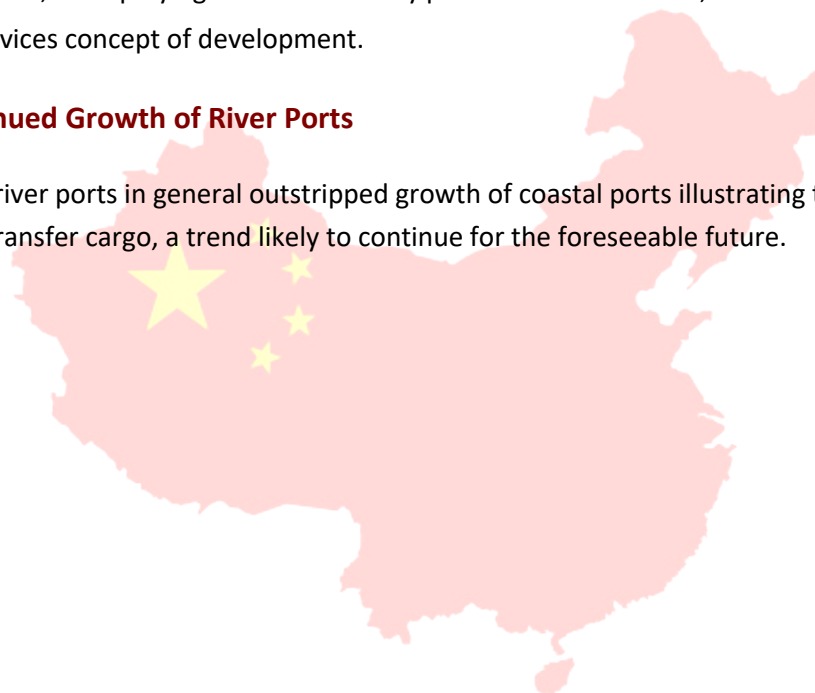 vices concept of development.
nued Growth of River Ports
river ports in general outstripped growth of coastal ports illustrating
ransfer cargo, a trend likely to continue for the foreseeable future.